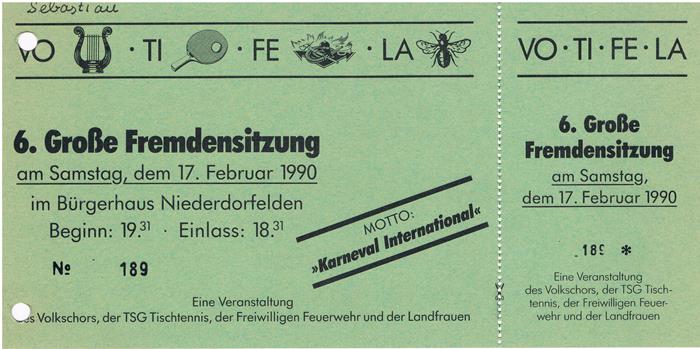 Sebastian
VO · TI · FE · LA
6. Große Fremdensitzung
am Samstag, dem 17. Februar 1990
im Bürgerhaus Niederdorfelden
Beginn: 19.31 · Einlass: 18.31
MOTTO:
»Karneval International«
№ 189
Eine Veranstaltung
des Volkschors, der TSG Tischtennis, der Freiwilligen Feuerwehr und der Landfrauen
VO · TI · FE · LA
6. Große
Fremdensitzung
am Samstag,
dem 17. Februar 1990
189 *
Eine Veranstaltung
des Volkschors, der TSG Tisch-
tennis, der Freiwilligen Feuer-
wehr und der Landfrauen